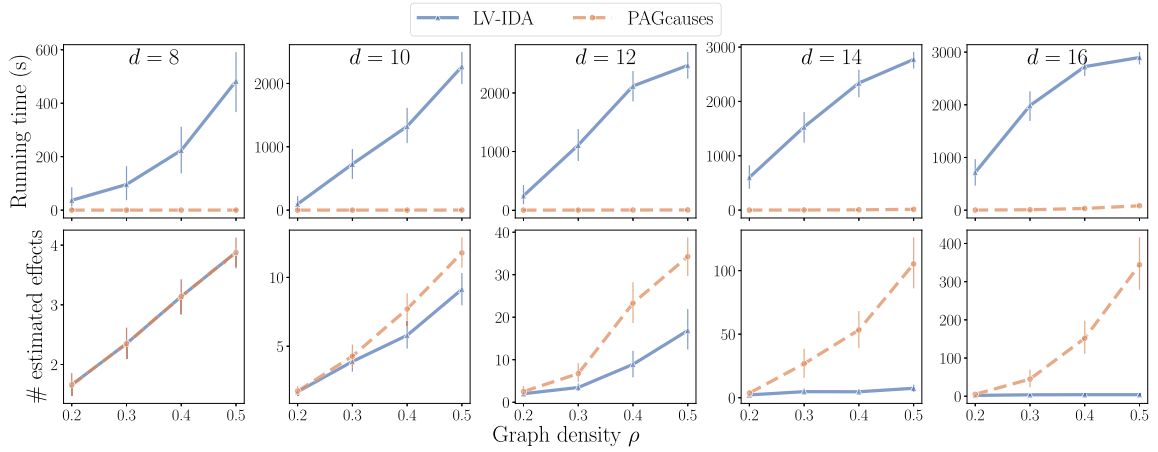 LV-IDA PAGcauses
Running time (s)
d = 8
600
400
200
0
d = 10
2000
1000
0
d = 12
2000
1000
0
d = 14
3000
2000
1000
0
d = 16
3000
2000
1000
0
# estimated effects
4
3
2
0.2 0.3 0.4 0.5
10
5
0.2 0.3 0.4 0.5
40
30
20
10
0
0.2 0.3 0.4 0.5
100
50
0
0.2 0.3 0.4 0.5
400
300
200
100
0
0.2 0.3 0.4 0.5
Graph density ρ